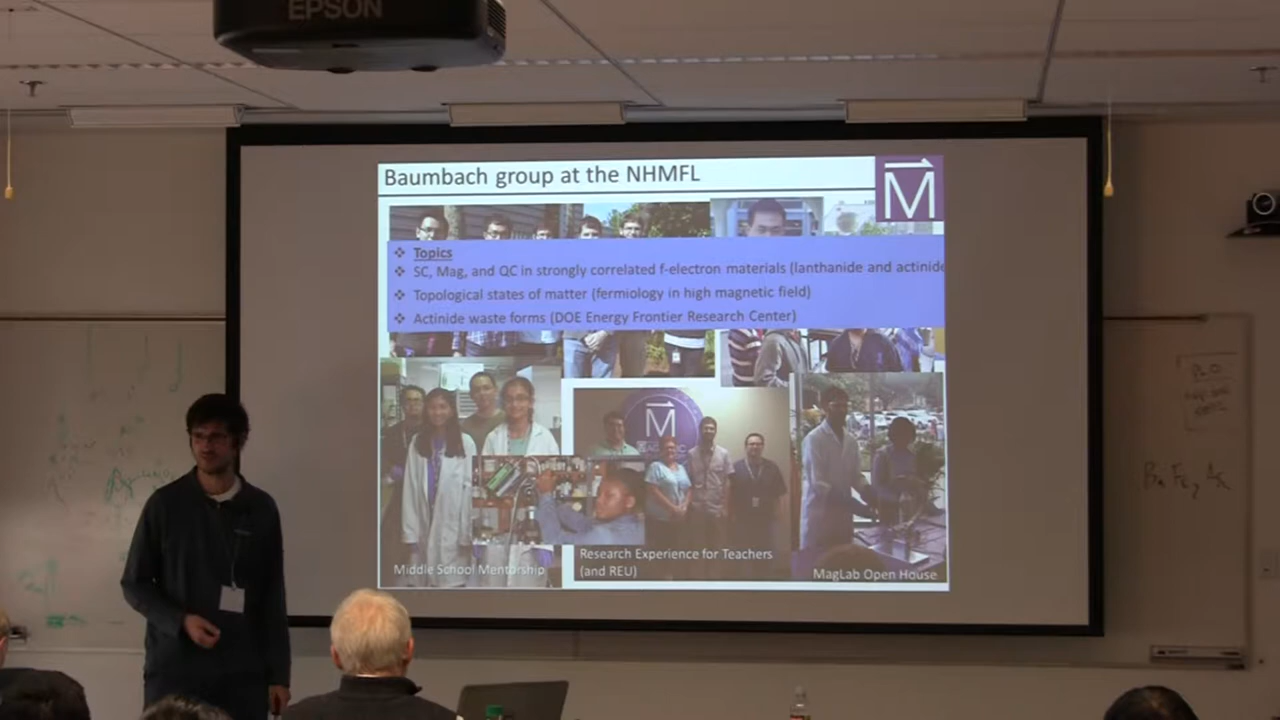 EPSON
Baumbach group at the NHMFL
M
Topics
SC, Mag, and QC in strongly correlated f-electron materials (lanthanide and actinide
Topological states of matter (fermiology in high magnetic field)
Actinide waste forms (DOE Energy Frontier Research Center)
M
Middle School Mentorship
Research Experience for Teachers
(and REU)
MagLab Open House